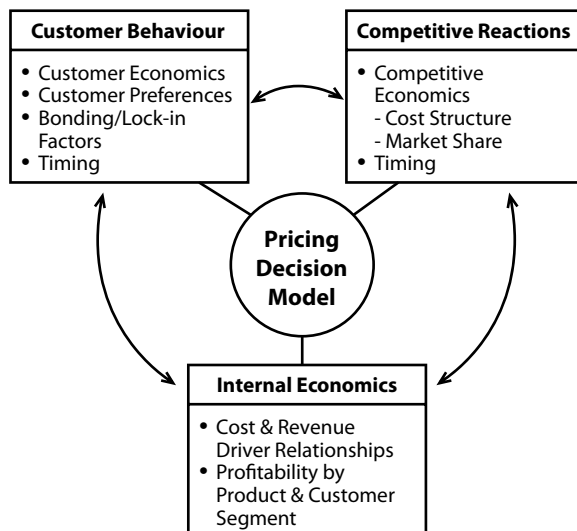 Customer Behaviour
• Customer Economics
• Customer Preferences
• Bonding/Lock-in
Factors
• Timing
Competitive Reactions
• Competitive
Economics
- Cost Structure
- Market Share
• Timing
Pricing
Decision
Model
Internal Economics
• Cost & Revenue
Driver Relationships
• Profitability by
Product & Customer
Segment